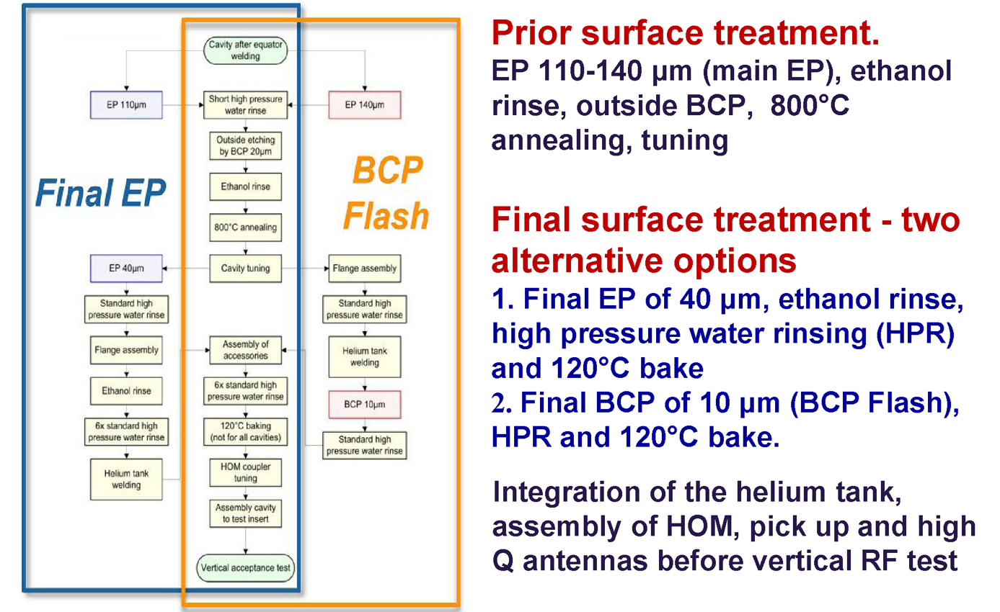 Cavity after equator
welding
EP 110µm
Short high pressure
water rinse
EP 140µm
Outside etching
by BCP 20µm
Ethanol rinse
800°C annealing
Cavity tuning
Final EP
BCP
Flash
EP 40µm
Standard high
pressure water rinse
Flange assembly
Ethanol rinse
6x standard high
pressure water rinse
Helium tank
welding
Flange assembly
Standard high
pressure water rinse
Helium tank
welding
BCP 10µm
Standard high
pressure water rinse
Assembly of
accessories
6x standard high
pressure water rinse
120°C baking
(not for all cavities)
HOM coupler
tuning
Assembly cavity
to test insert
Vertical acceptance test
Prior surface treatment.
EP 110-140 µm (main EP), ethanol
rinse, outside BCP, 800°C
annealing, tuning
Final surface treatment - two
alternative options
1. Final EP of 40 µm, ethanol rinse,
high pressure water rinsing (HPR)
and 120°C bake
2. Final BCP of 10 µm (BCP Flash),
HPR and 120°C bake.
Integration of the helium tank,
assembly of HOM, pick up and high
Q antennas before vertical RF test